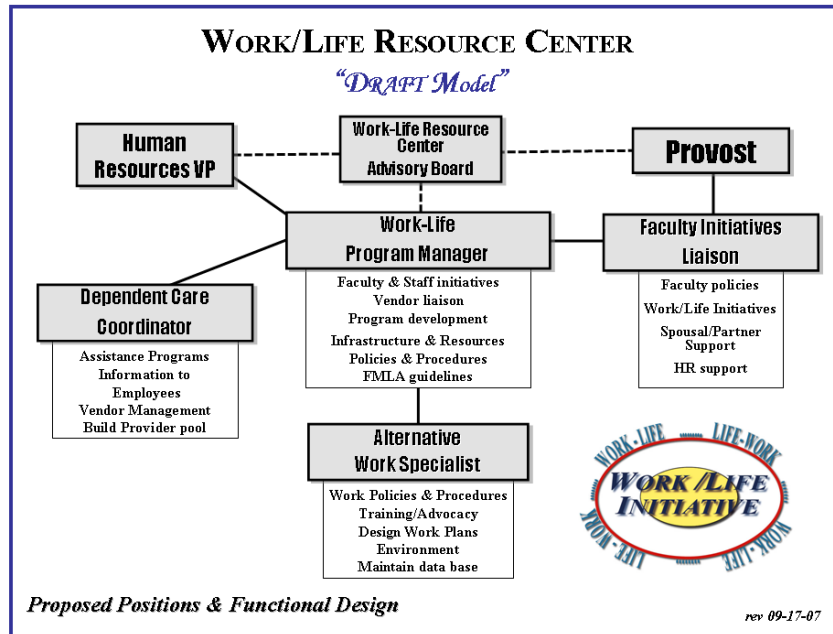 WORK/LIFE RESOURCE CENTER
"DRAFT Model"
Human
Resources VP
Work-Life Resource
Center
Advisory Board
Provost
Work-Life
Program Manager
Faculty & Staff initiatives
Vendor liaison
Program development
Infrastructure & Resources
Policies & Procedures
FMLA guidelines
Faculty Initiatives
Liaison
Faculty policies
Work/Life Initiatives
Spousal/Partner
Support
HR support
Dependent Care
Coordinator
Assistance Programs
Information to
Employees
Vendor Management
Build Provider pool
Alternative
Work Specialist
Work Policies & Procedures
Training/Advocacy
Design Work Plans
Environment
Maintain data base
WORK-LIFE
LIFE-WORK
WORK/LIFE
INITIATIVE
LIFE-WORK
WORK-LIFE
Proposed Positions & Functional Design
rev 09-17-07